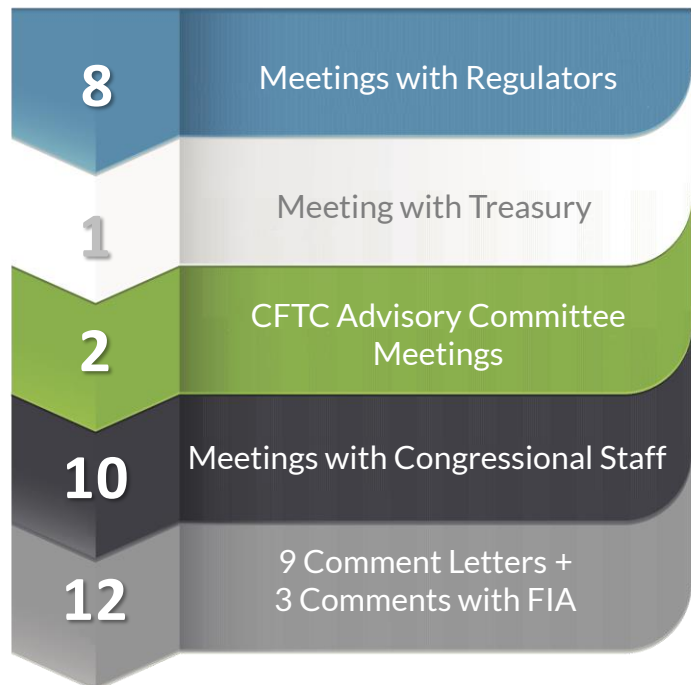 8
Meetings with Regulators
1
Meeting with Treasury
2
CFTC Advisory Committee
Meetings
10
Meetings with Congressional Staff
12
9 Comment Letters +
3 Comments with FIA